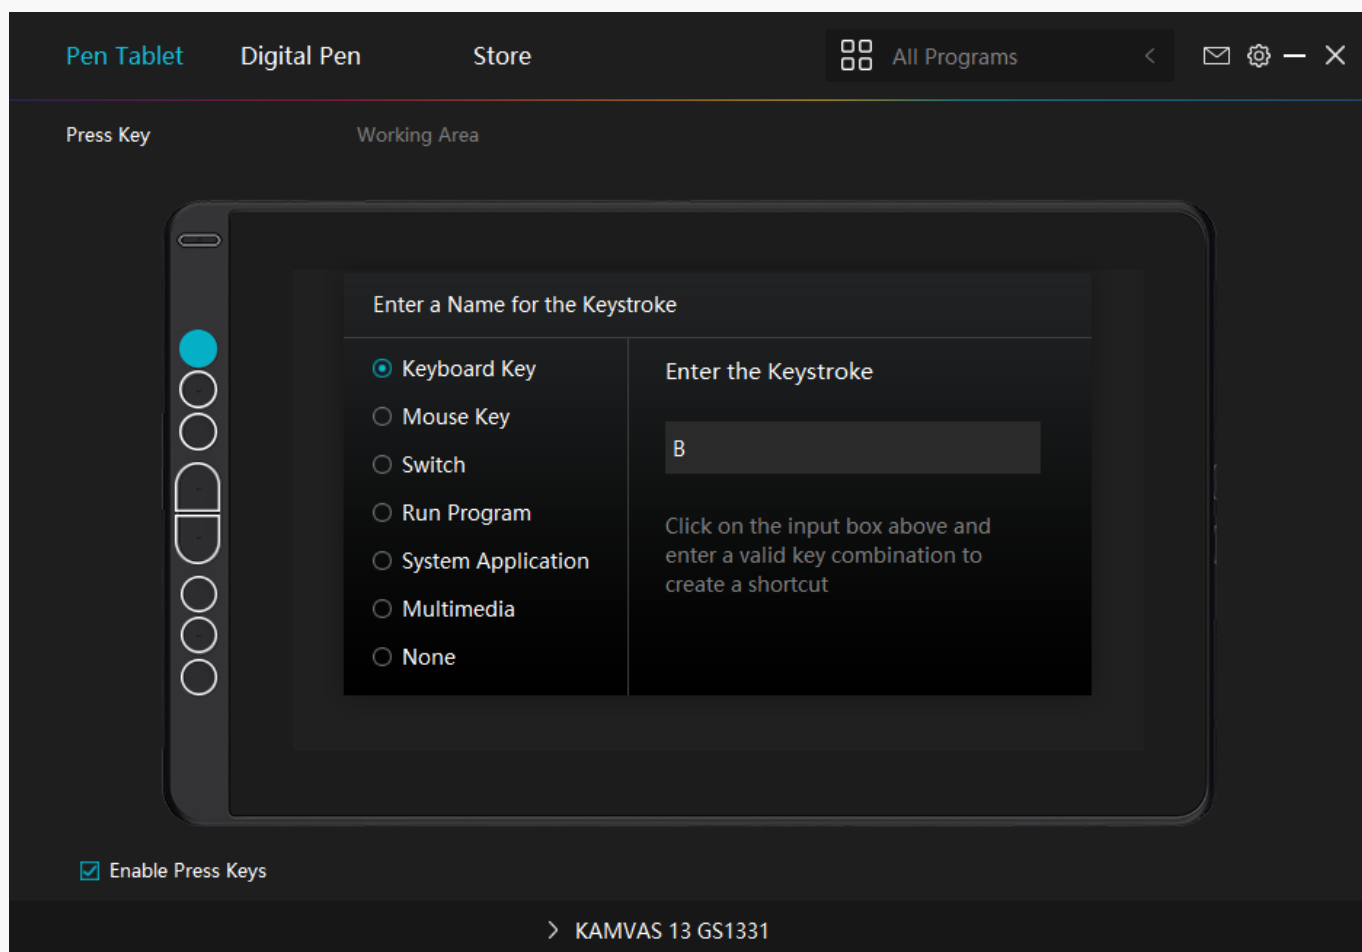 Pen Tablet Digital Pen Store All Programs
Press Key Working Area
Enter a Name for the Keystroke
Keyboard Key
Mouse Key
Switch
Run Program
System Application
Multimedia
None
Enter the Keystroke
B
Click on the input box above and
enter a valid key combination to
create a shortcut
Enable Press Keys
KAMVAS 13 GS1331